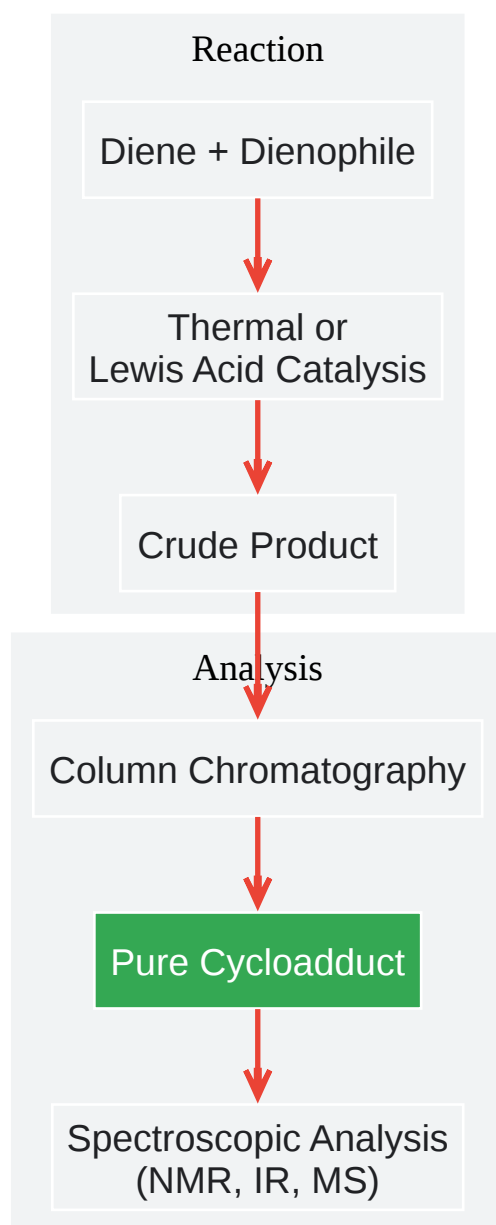 Reaction
Diene + Dienophile
Thermal or
Lewis Acid Catalysis
Crude Product
Analysis
Column Chromatography
Pure Cycloadduct
Spectroscopic Analysis
(NMR, IR, MS)